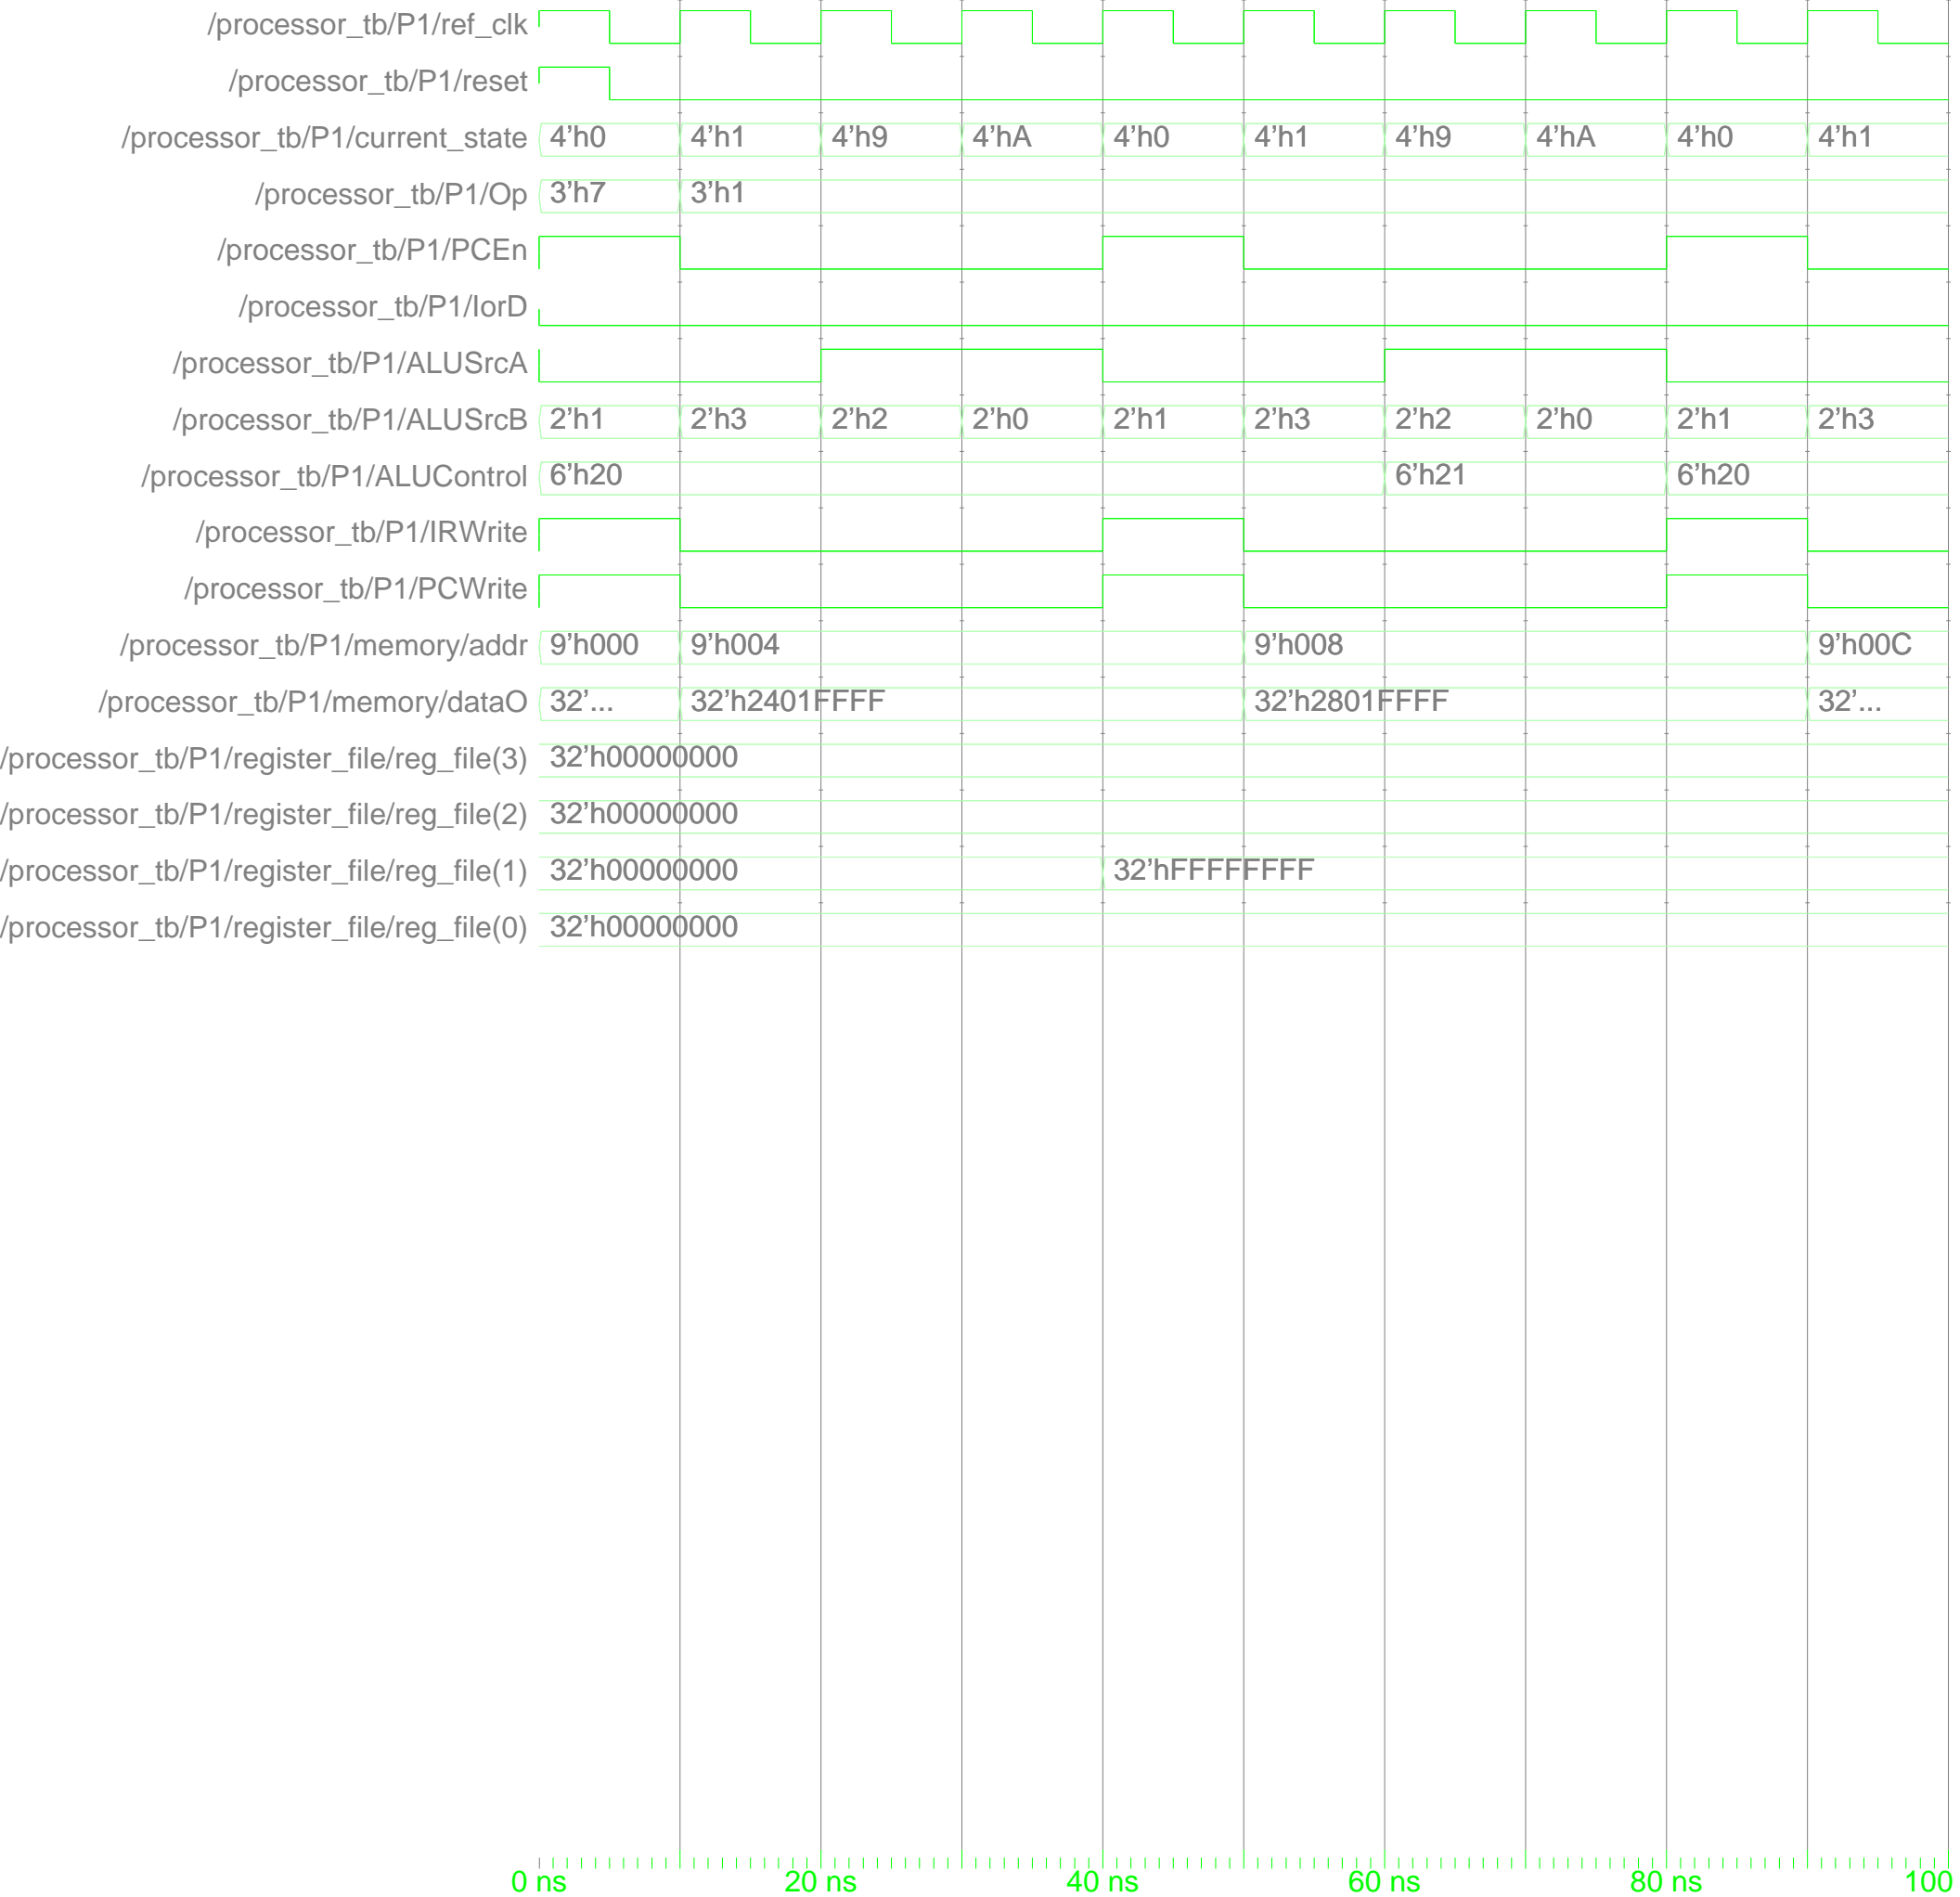 /processor_tb/P1/ref_clk
/processor_tb/P1/reset
/processor_tb/P1/current_state 4'h0 4'h1 4'h9 4'hA 4'h0 4'h1 4'h9 4'hA 4'h0 4'h1
/processor_tb/P1/Op 3'h7 3'h1
/processor_tb/P1/PCEn
/processor_tb/P1/IorD
/processor_tb/P1/ALUSrcA
/processor_tb/P1/ALUSrcB 2'h1 2'h3 2'h2 2'h0 2'h1 2'h3 2'h2 2'h0 2'h1 2'h3
/processor_tb/P1/ALUControl 6'h20 6'h21 6'h20
/processor_tb/P1/IRWrite
/processor_tb/P1/PCWrite
/processor_tb/P1/memory/addr 9'h000 9'h004 9'h008 9'h00C
/processor_tb/P1/memory/dataO 32'... 32'h2401FFFF 32'h2801FFFF 32'...
/processor_tb/P1/register_file/reg_file(3) 32'h00000000
/processor_tb/P1/register_file/reg_file(2) 32'h00000000
/processor_tb/P1/register_file/reg_file(1) 32'h00000000 32'hFFFFFFFF
/processor_tb/P1/register_file/reg_file(0) 32'h00000000
0 ns 20 ns 40 ns 60 ns 80 ns 100